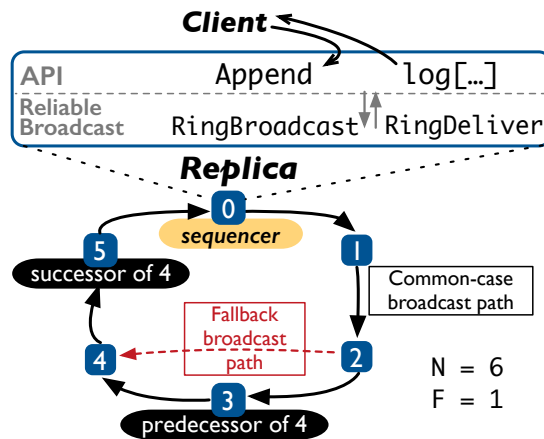 Client
API
Append
log[…]
Reliable
Broadcast
RingBroadcast
RingDeliver
Replica
0
sequencer
1
5
successor of 4
Common-case
broadcast path
Fallback
broadcast
path
4
2
3
predecessor of 4
N = 6
F = 1